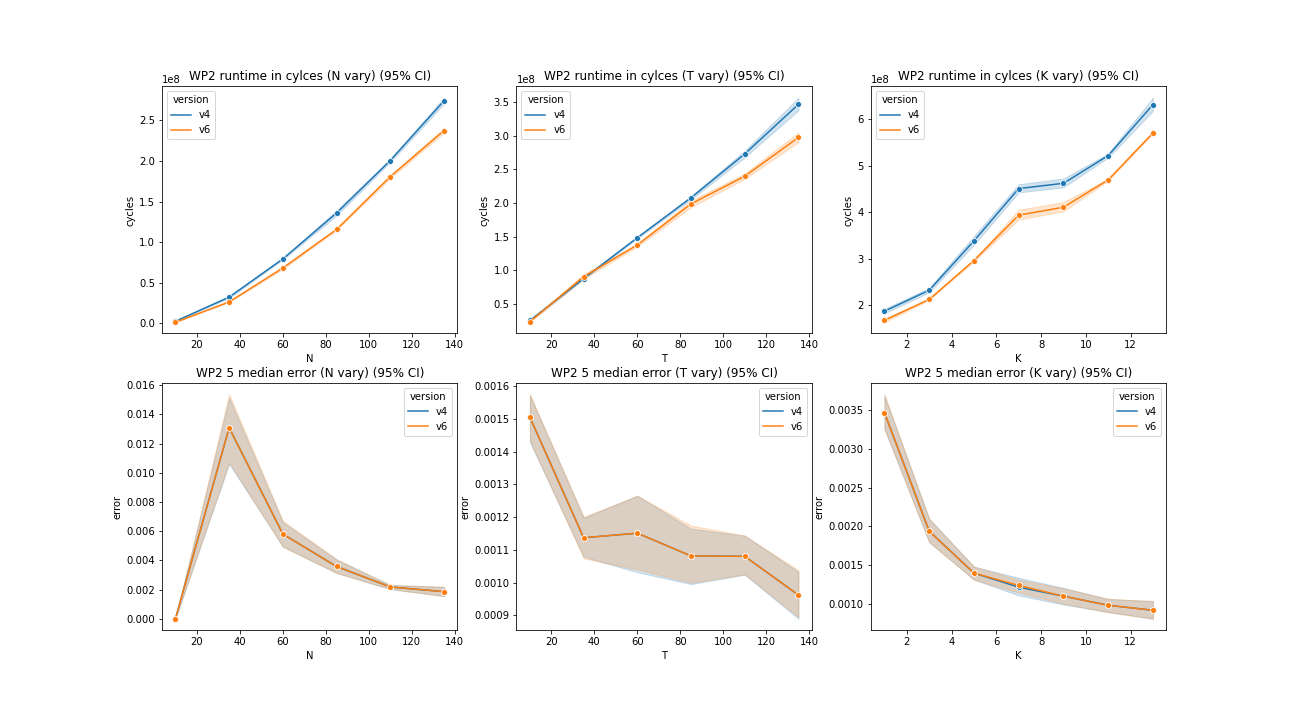 WP2 runtime in cylces (N vary) (95% CI)
1e8
version
v4
v6
cycles
2.5
2.0
1.5
1.0
0.5
0.0
20 40 60 80 100 120 140
N
WP2 runtime in cylces (T vary) (95% CI)
1e8
version
v4
v6
cycles
3.5
3.0
2.5
2.0
1.5
1.0
0.5
20 40 60 80 100 120 140
T
WP2 runtime in cylces (K vary) (95% CI)
1e8
version
v4
v6
cycles
6
5
4
3
2
2 4 6 8 10 12
K
WP2 5 median error (N vary) (95% CI)
version
v4
v6
error
0.016
0.014
0.012
0.010
0.008
0.006
0.004
0.002
0.000
20 40 60 80 100 120 140
N
WP2 5 median error (T vary) (95% CI)
version
v4
v6
error
0.0016
0.0015
0.0014
0.0013
0.0012
0.0011
0.0010
0.0009
20 40 60 80 100 120 140
T
WP2 5 median error (K vary) (95% CI)
version
v4
v6
error
0.0035
0.0030
0.0025
0.0020
0.0015
0.0010
2 4 6 8 10 12
K